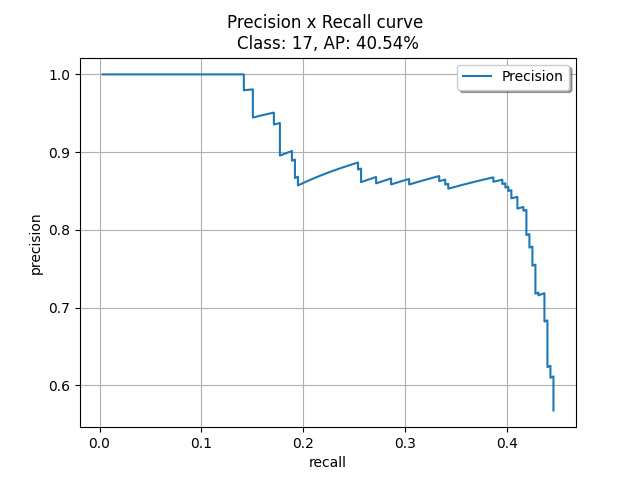 Precision x Recall curve
Class: 17, AP: 40.54%
Precision
1.0
0.9
0.8
0.7
0.6
precision
0.0 0.1 0.2 0.3 0.4
recall